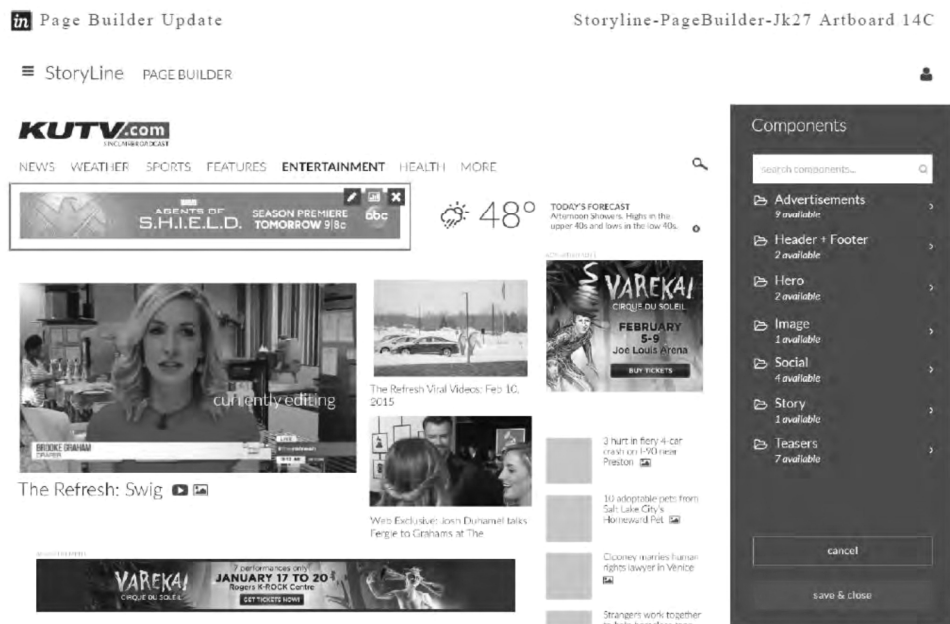 in Page Builder Update
Storyline-PageBuilder-Jk27 Artboard 14C
StoryLine PAGE BUILDER
KUTV.com
NEWS WEATHER SPORTS FEATURES ENTERTAINMENT HEALTH MORE
AGENTS OF
S.H.I.E.L.D.
SEASON PREMIERE
TOMORROW 9|8c
abc
48°
TODAY'S FORECAST
Afternoon Showers. Highs in the
upper 40s and lows in the low 40s.
currently editing
BROOKE GRAHAM
LIVE
The Refresh: Swig
The Refresh Viral Videos: Feb 10,
2015
Web Exclusive: Josh Duhamel talks
Fergie to Grahams at The
VAREKAI
CIRQUE DU SOLEIL
FEBRUARY
5-9
Joe Louis Arena
BUY TICKETS
3 hurt in fiery 4-car
crash on I-90 near
Preston
10 adoptable pets from
Salt Lake City's
Homeward Pet
Clooney marries human
rights lawyer in Venice
Strangers work together
VAREKAI
CIRQUE DU SOLEIL
7 performances only
JANUARY 17 TO 20
Rogers K-ROCK Centre
GET TICKETS NOW!
Components
search components...
Advertisements
9 available
Header + Footer
2 available
Hero
2 available
Image
1 available
Social
4 available
Story
1 available
Teasers
7 available
cancel
save & close